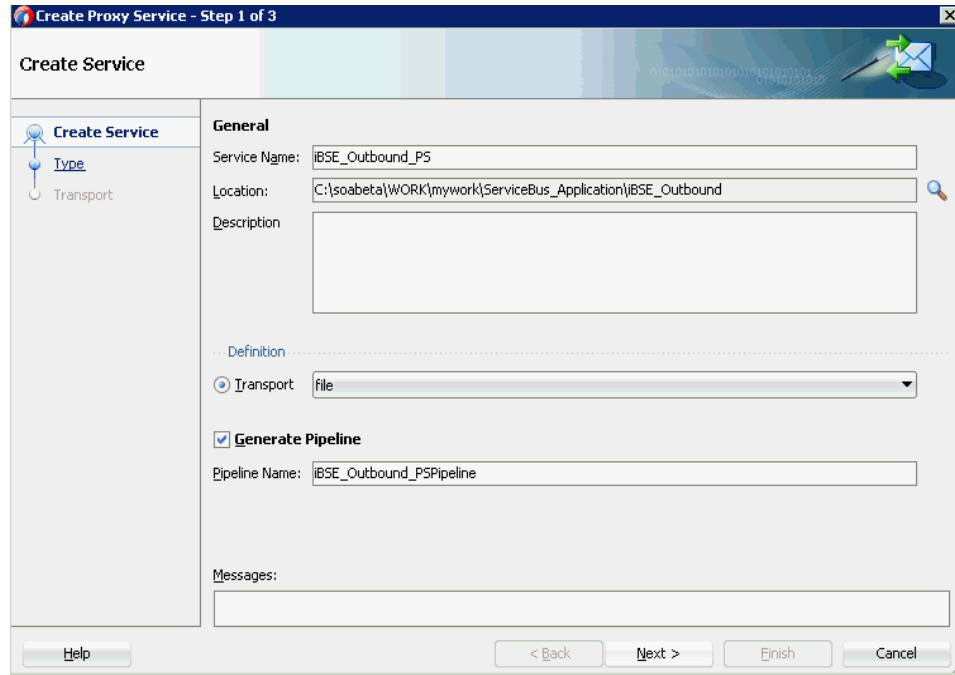 Create Proxy Service - Step 1 of 3
Create Service
Create Service
Type
Transport
General
Service Name: iBSE_Outbound_PS
Location: C:\soabeta\WORK\mywork\ServiceBus_Application\iBSE_Outbound
Description
Definition
Transport file
Generate Pipeline
Pipeline Name: iBSE_Outbound_PSPipeline
Messages:
Help < Back Next > Finish Cancel